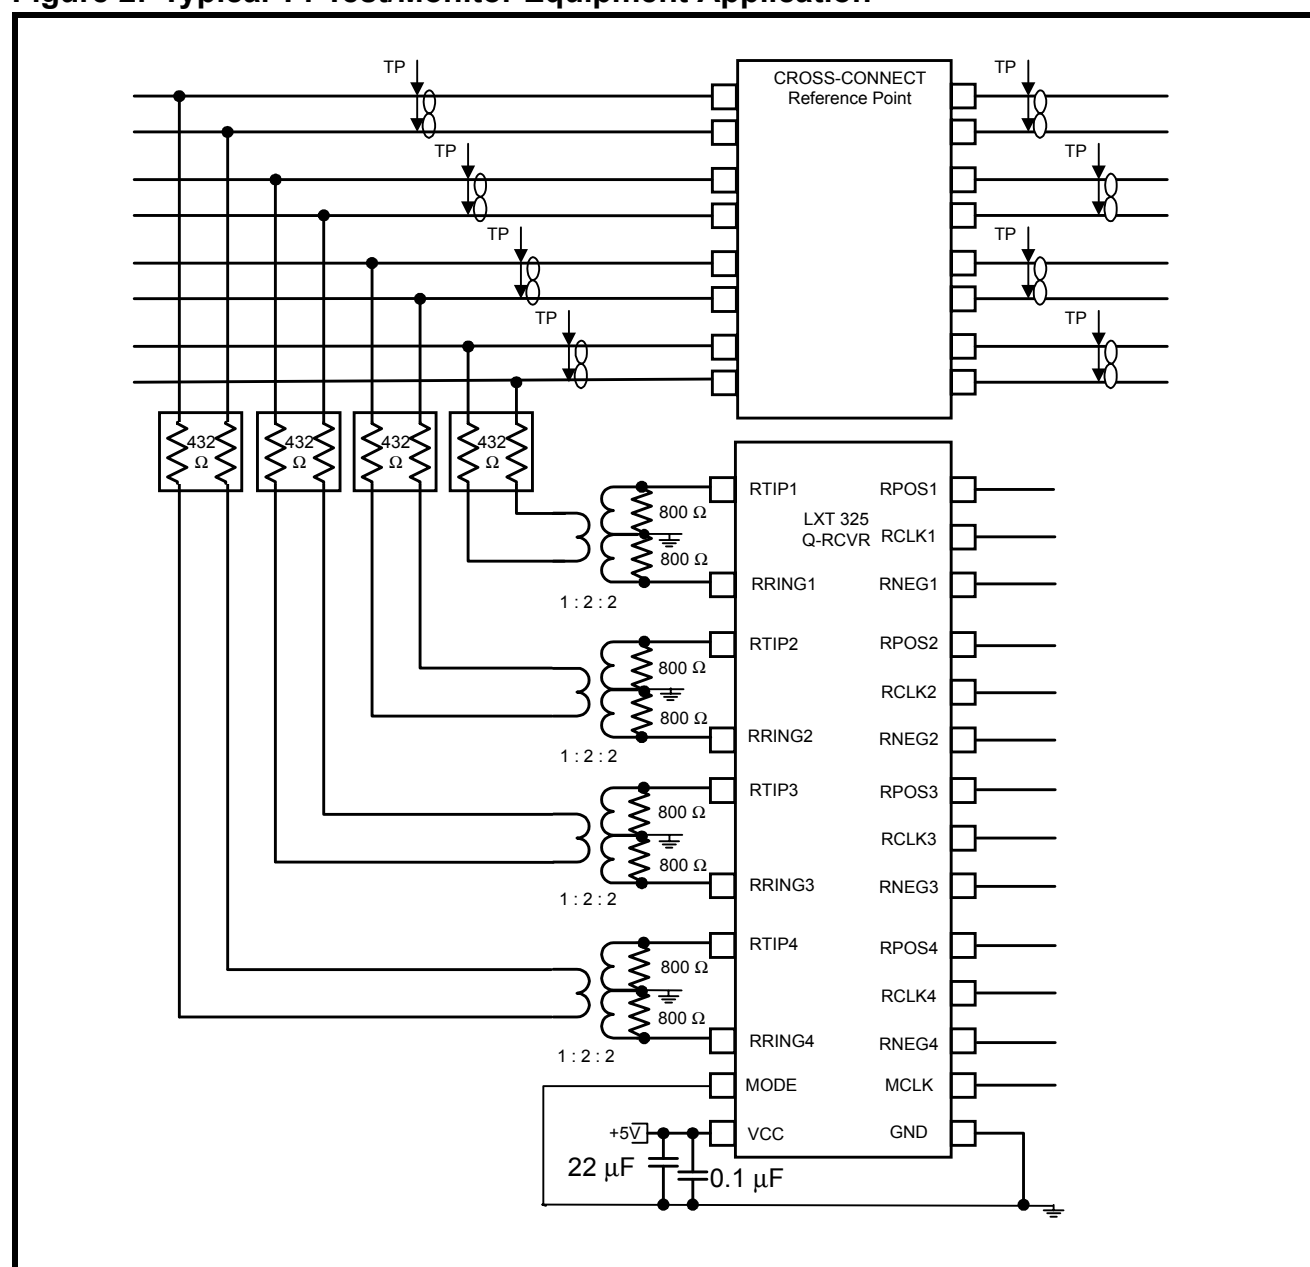 Figure 2. Typical T1 Test/Monitor Equipment Application
TP
CROSS-CONNECT
Reference Point
TP
TP
TP
TP
TP
TP
TP
432
Ω
432
Ω
432
Ω
432
Ω
LXT 325
Q-RCVR
RTIP1
RPOS1
800 Ω
RCLK1
800 Ω
RRING1
RNEG1
1 : 2 : 2
RTIP2
RPOS2
800 Ω
RCLK2
800 Ω
RRING2
RNEG2
1 : 2 : 2
RTIP3
RPOS3
800 Ω
RCLK3
800 Ω
RRING3
RNEG3
1 : 2 : 2
RTIP4
RPOS4
800 Ω
RCLK4
800 Ω
RRING4
RNEG4
1 : 2 : 2
MODE
MCLK
+5V
VCC
GND
22 μF
0.1 μF